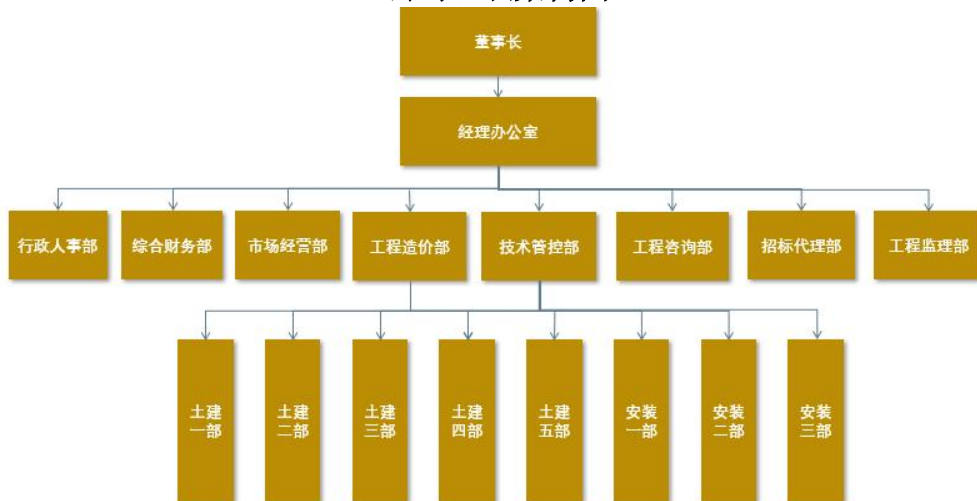 董事长
经理办公室
行政人事部
综合财务部
市场经营部
工程造价部
技术管控部
工程咨询部
招标代理部
工程监理部
土建
一部
土建
二部
土建
三部
土建
四部
土建
五部
安装
一部
安装
二部
安装
三部